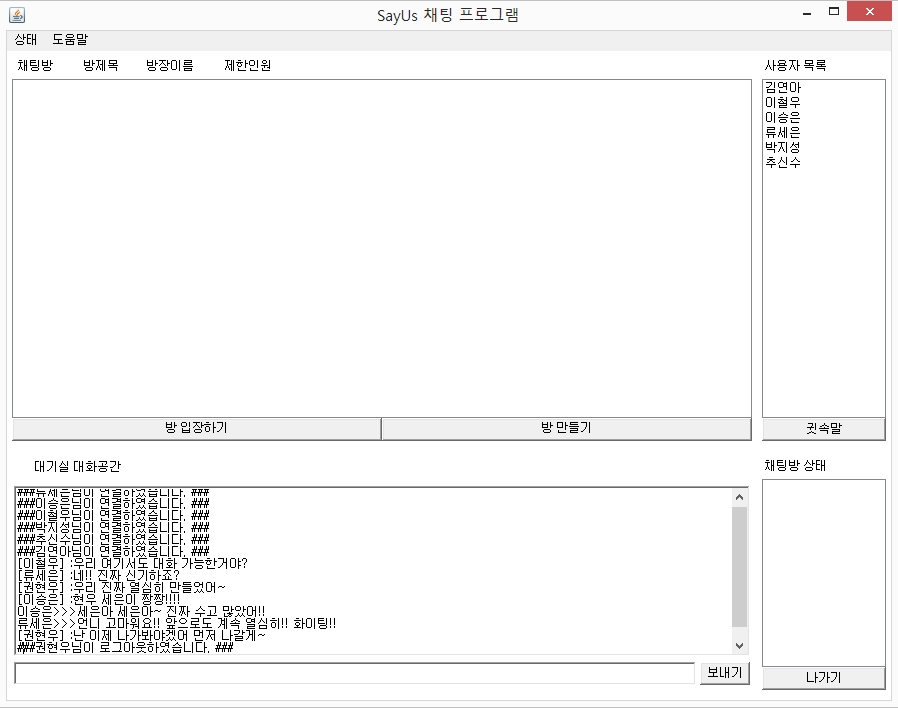 SayUs 채팅 프로그램
상태 도움말
채팅방 방제목 방장이름 제한인원
사용자 목록
김연아
이철우
이승은
류세은
박지성
추신수
방 입장하기 방 만들기
귓속말
대기실 대화공간
채팅방 상태
###류세은님이 연결하였습니다. ###
###이승은님이 연결하였습니다. ###
###이철우님이 연결하였습니다. ###
###박지성님이 연결하였습니다. ###
###추신수님이 연결하였습니다. ###
###김연아님이 연결하였습니다. ###
[이철우] :우리 여기서도 대화 가능한거야?
[류세은] :네!! 진짜 신기하죠?
[권현우] :우리 진짜 열심히 만들었어~
[이승은] :현우 세은이 짱짱!!!!
이승은>>>세은아 세은아~ 진짜 수고 많았어!!
류세은>>>언니 고마워요!! 앞으로도 계속 열심히!! 화이팅!!
[권현우] :난 이제 나가봐야겠어 먼저 나갈게~
###권현우님이 로그아웃하였습니다. ###
보내기
나가기